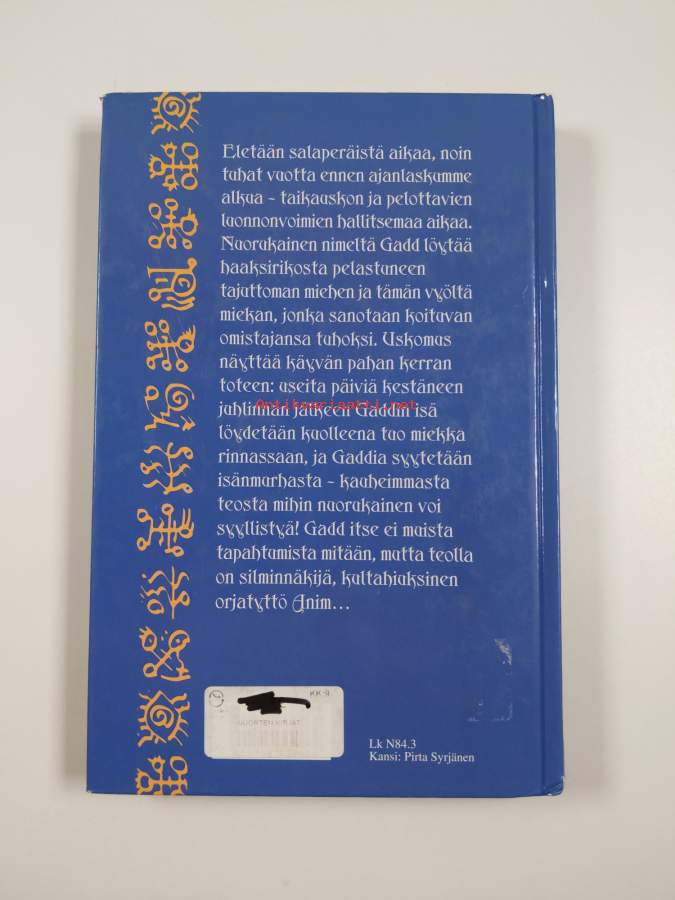 Eletään salaperäistä aikaa, noin
tuhat vuotta ennen ajanlaskumme
alkua - taikauskon ja pelottavien
luonnonvoimien hallitsemaa aikaa.
Nuorukainen nimeltä Gadd löytää
haaksirikosta pelastuneen
tajuttoman miehen ja tämän vyöltä
miekan, jonka sanotaan koituvan
omistajansa tuhoksi. Uskomus
näyttää käyvän pahan kerran
toteen: useita päiviä kestäneen
juhlinnan jälkeen Gaddin isä
Antikvariaatti.net
löydetään kuolleena tuo miekka
rinnassaan, ja Gaddia syytetään
isänmurhasta - kauheimmasta
teosta mihin nuorukainen voi
syyllistyä! Gadd itse ei muista
tapahtumista mitään, mutta teolla
on silminnäkijä, kultahiuksinen
orjatyttö Anim...
NUORTEN KIRJAT
Lk N84.3
Kansi: Pirta Syrjänen